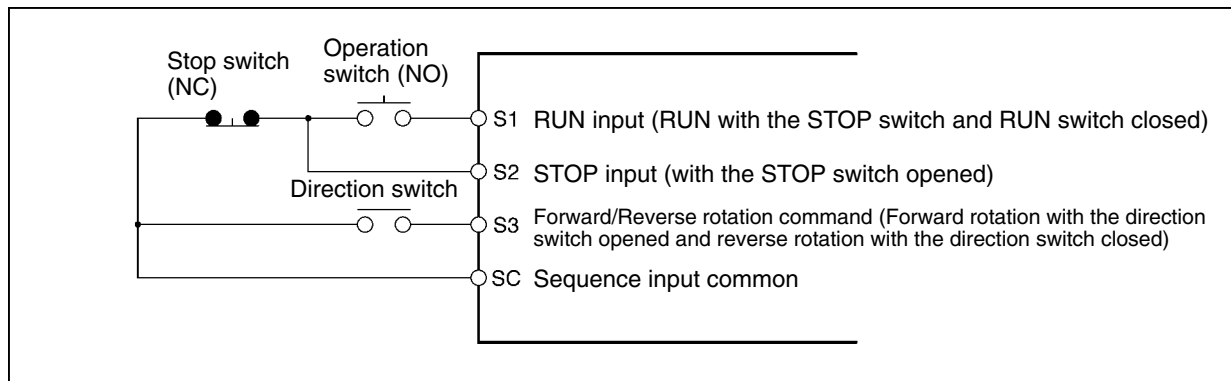 Stop switch
(NC)
Operation
switch (NO)
S1 RUN input (RUN with the STOP switch and RUN switch closed)
S2 STOP input (with the STOP switch opened)
Direction switch
S3 Forward/Reverse rotation command (Forward rotation with the direction
switch opened and reverse rotation with the direction switch closed)
SC Sequence input common